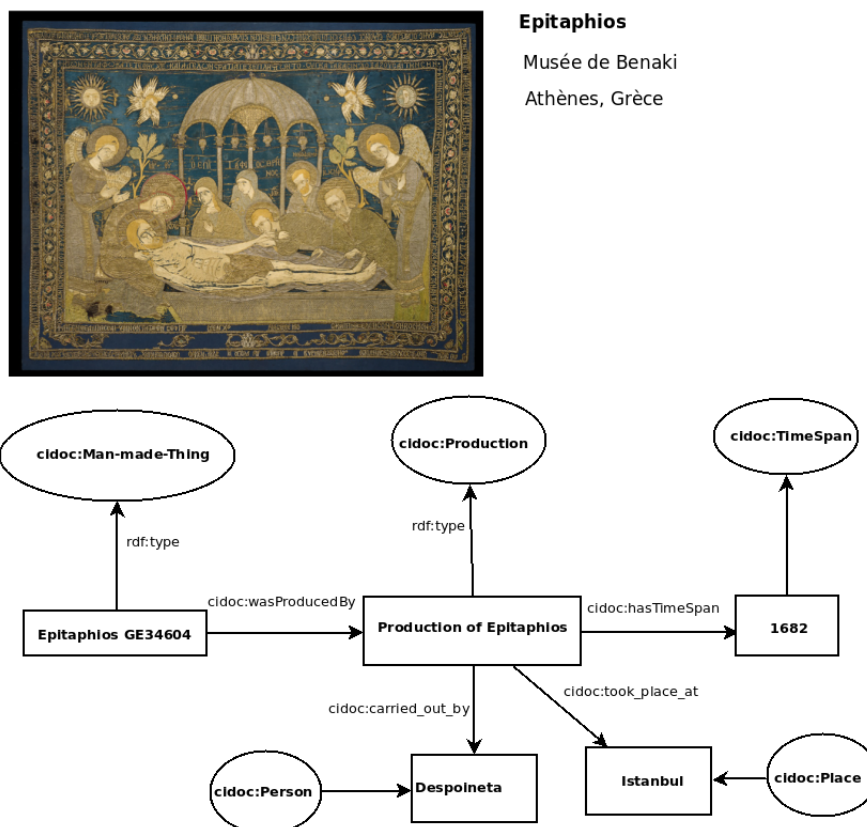 Epitaphios
Musée de Benaki
Athènes, Grèce
cidoc:Man-made-Thing
cidoc:Production
cidoc:TimeSpan
rdf:type
rdf:type
cidoc:wasProducedBy
cidoc:hasTimeSpan
Epitaphios GE34604
Production of Epitaphios
1682
cidoc:carried_out_by
cidoc:took_place_at
cidoc:Person
Despoineta
Istanbul
cidoc:Place